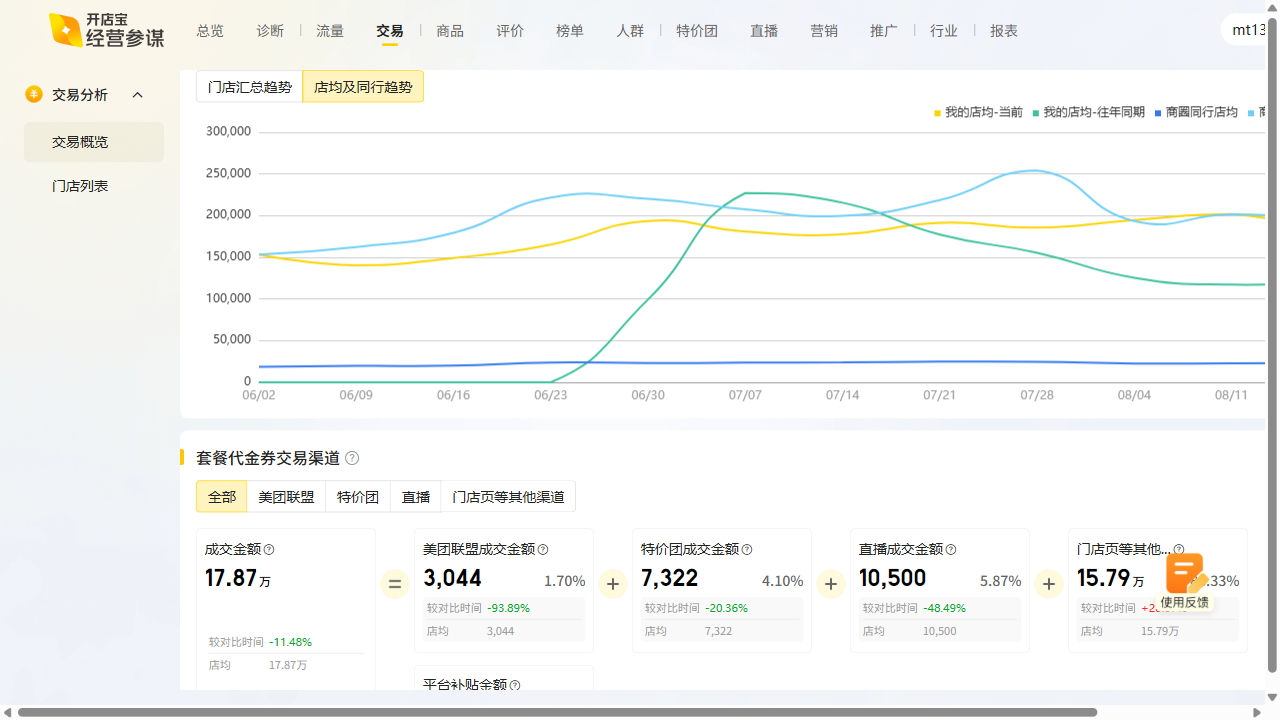 开店宝
经营参谋
总览 诊断 流量 交易 商品 评价 榜单 人群 特价团 直播 营销 推广 行业 报表
mt13
交易分析
交易概览
门店列表
门店汇总趋势 店均及同行趋势
我的店均-当前 我的店均-往年同期 商圈同行店均
300,000
250,000
200,000
150,000
100,000
50,000
0
06/02 06/09 06/16 06/23 06/30 07/07 07/14 07/21 07/28 08/04 08/11
套餐代金券交易渠道
全部 美团联盟 特价团 直播 门店页等其他渠道
成交金额
17.87 万
较对比时间 -11.48%
店均 17.87万
=
美团联盟成交金额
3,044 1.70%
较对比时间 -93.89%
店均 3,044
+
特价团成交金额
7,322 4.10%
较对比时间 -20.36%
店均 7,322
+
直播成交金额
10,500 5.87%
较对比时间 -48.49%
店均 10,500
+
门店页等其他...
15.79 万 .33%
较对比时间
店均 15.79万
使用反馈
平台补贴金额